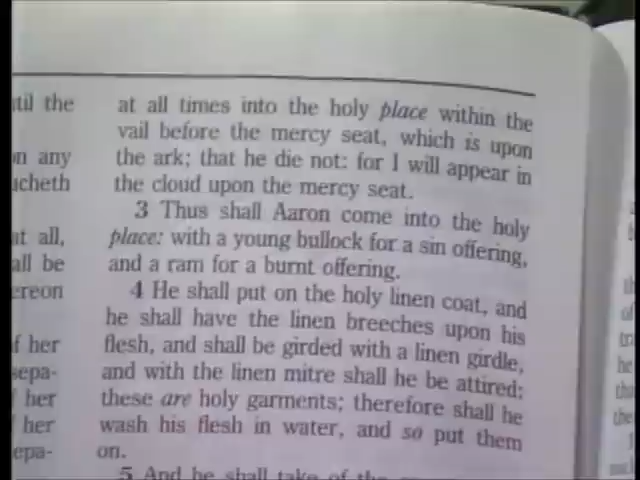 til the
n any
cheth
at all,
all be
ereon
f her
sepa-
her
her
epa-
at all times into the holy place within the
vail before the mercy seat, which is upon
the ark; that he die not: for I will appear in
the cloud upon the mercy seat.
3 Thus shall Aaron come into the holy
place: with a young bullock for a sin offering,
and a ram for a burnt offering.
4 He shall put on the holy linen coat, and
he shall have the linen breeches upon his
flesh, and shall be girded with a linen girdle,
and with the linen mitre shall he be attired:
these are holy garments; therefore shall he
wash his flesh in water, and so put them
on.
5 And he shall take of the